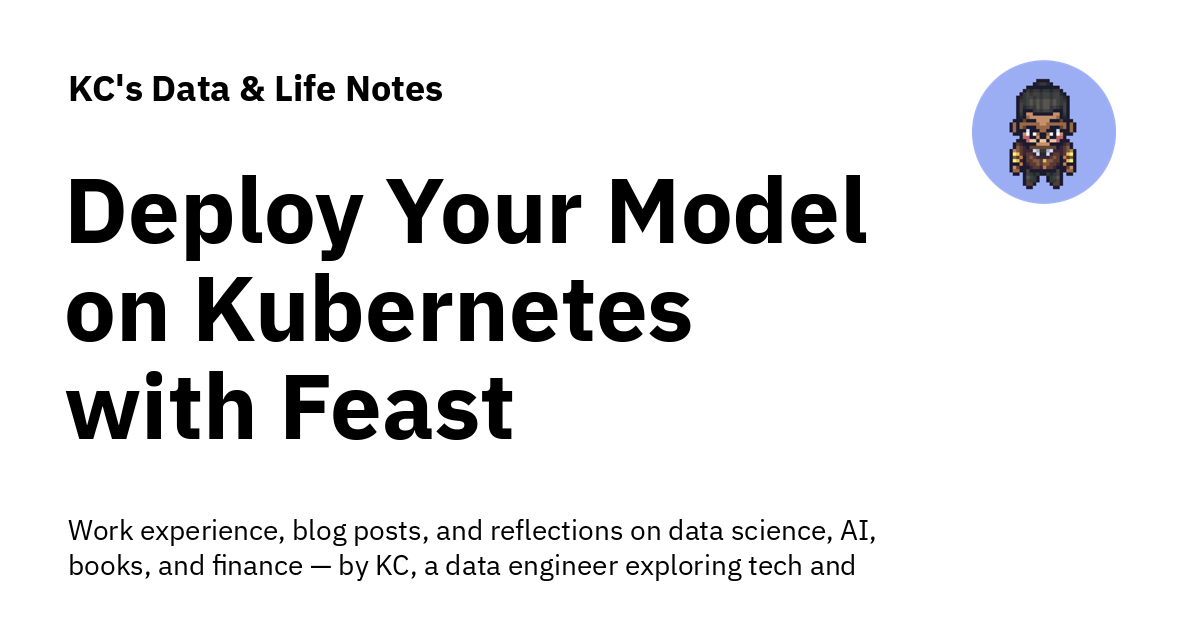 KC's Data & Life Notes
Deploy Your Model
on Kubernetes
with Feast
Work experience, blog posts, and reflections on data science, AI,
books, and finance — by KC, a data engineer exploring tech and